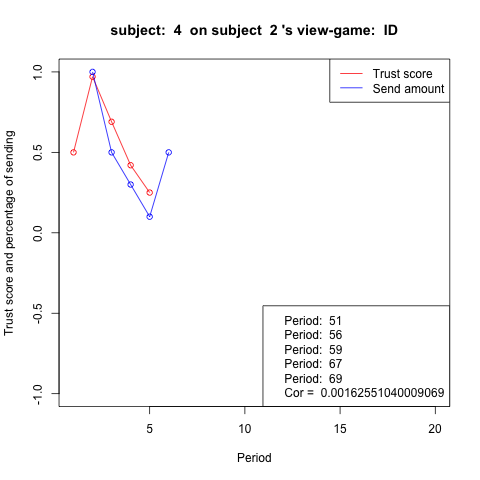 subject:  4  on subject  2 's view-game:  ID
Trust score and percentage of sending
1.0
0.5
0.0
-0.5
-1.0
Trust score
Send amount
Period:  51
Period:  56
Period:  59
Period:  67
Period:  69
Cor =  0.00162551040009069
5 10 15 20
Period